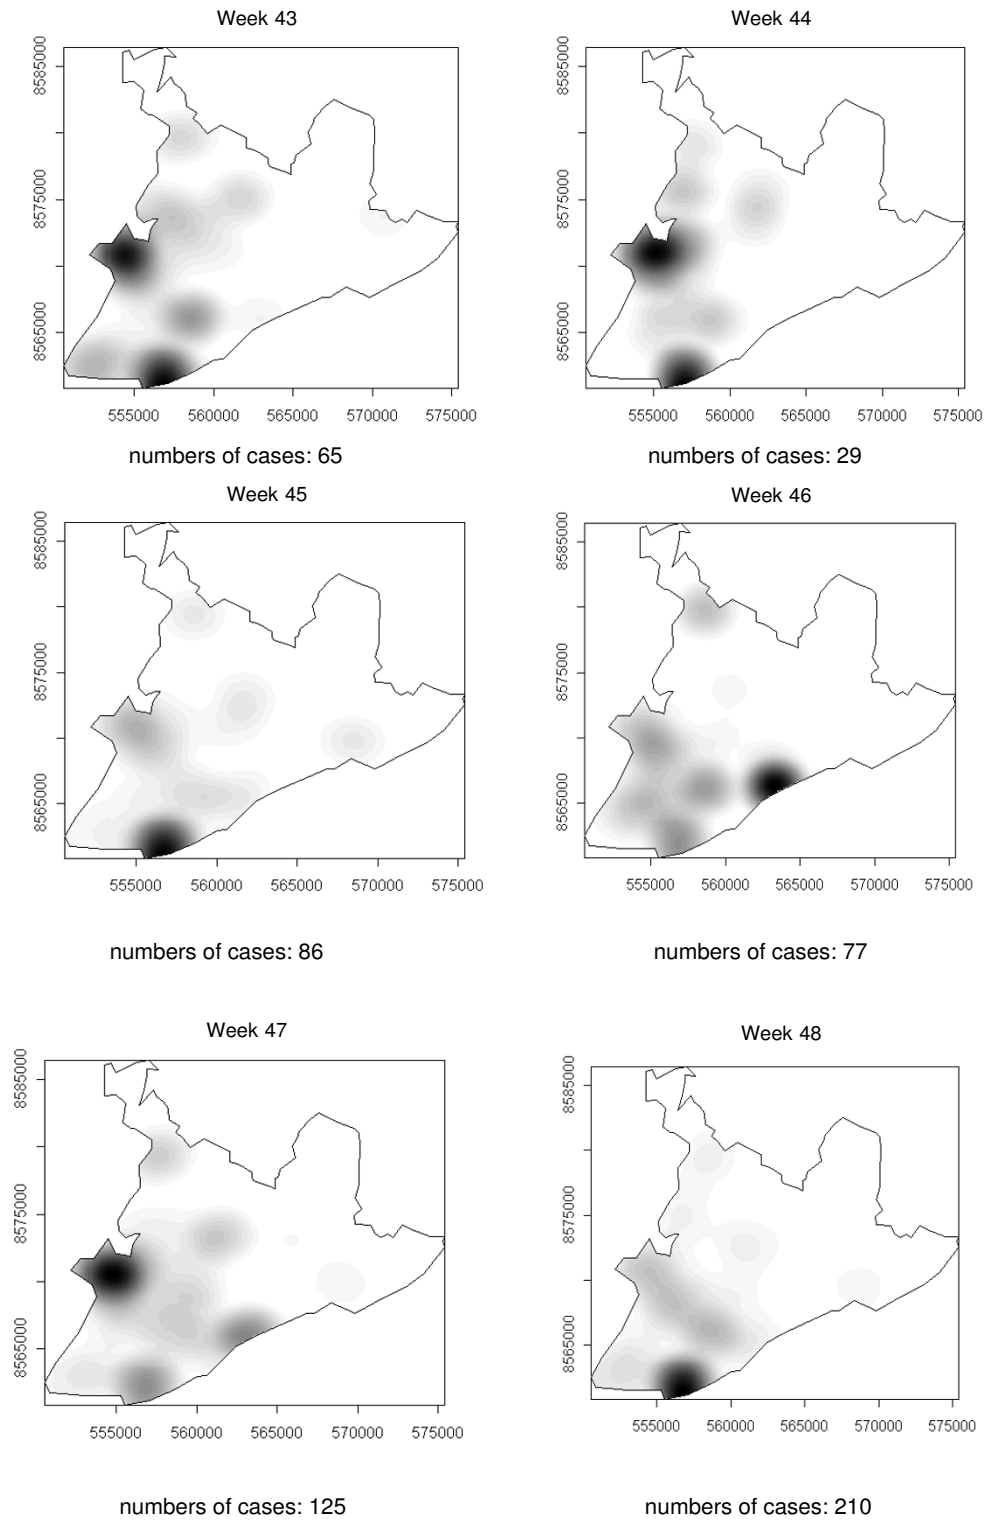 Week 43
Week 44
8585000
8575000
8565000
555000 560000 565000 570000 575000
8585000
8575000
8565000
555000 560000 565000 570000 575000
numbers of cases: 65
numbers of cases: 29
Week 45
Week 46
8585000
8575000
8565000
555000 560000 565000 570000 575000
8585000
8575000
8565000
555000 560000 565000 570000 575000
numbers of cases: 86
numbers of cases: 77
Week 47
Week 48
8585000
8575000
8565000
555000 560000 565000 570000 575000
8585000
8575000
8565000
555000 560000 565000 570000 575000
numbers of cases: 125
numbers of cases: 210